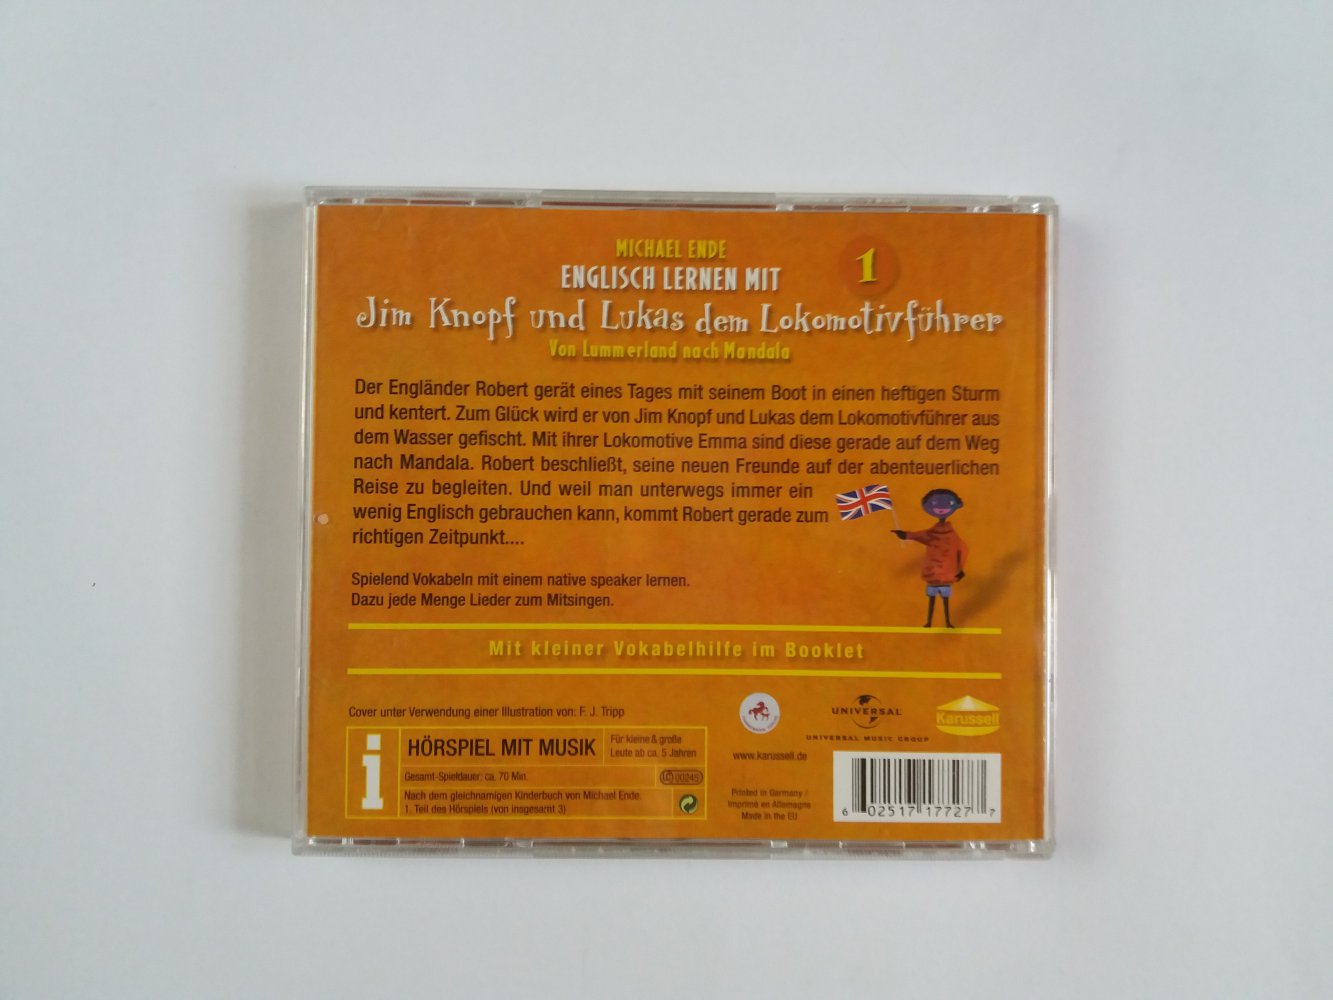 MICHAEL ENDE
1
ENGLISCH LERNEN MIT
Jim Knopf und Lukas dem Lokomotivführer
Von Lummerland nach Mandala
Der Engländer Robert gerät eines Tages mit seinem Boot in einen heftigen Sturm
und kentert. Zum Glück wird er von Jim Knopf und Lukas dem Lokomotivführer aus
dem Wasser gefischt. Mit ihrer Lokomotive Emma sind diese gerade auf dem Weg
nach Mandala. Robert beschließt, seine neuen Freunde auf der abenteuerlichen
Reise zu begleiten. Und weil man unterwegs immer ein
wenig Englisch gebrauchen kann, kommt Robert gerade zum
richtigen Zeitpunkt....
Spielend Vokabeln mit einem native speaker lernen.
Dazu jede Menge Lieder zum Mitsingen.
Mit kleiner Vokabelhilfe im Booklet
Cover unter Verwendung einer Illustration von: F. J. Tripp
i
HÖRSPIEL MIT MUSIK
Für kleine & große
Leute ab ca. 5 Jahren
Gesamt-Spieldauer: ca. 70 Min.
LC 00245
Nach dem gleichnamigen Kinderbuch von Michael Ende.
1. Teil des Hörspiels (von insgesamt 3)
UNIVERSAL
UNIVERSAL MUSIC GROUP
Karussell
www.karussell.de
Printed in Germany /
Imprimé en Allemagne
Made in the EU
6 02517 17727 7